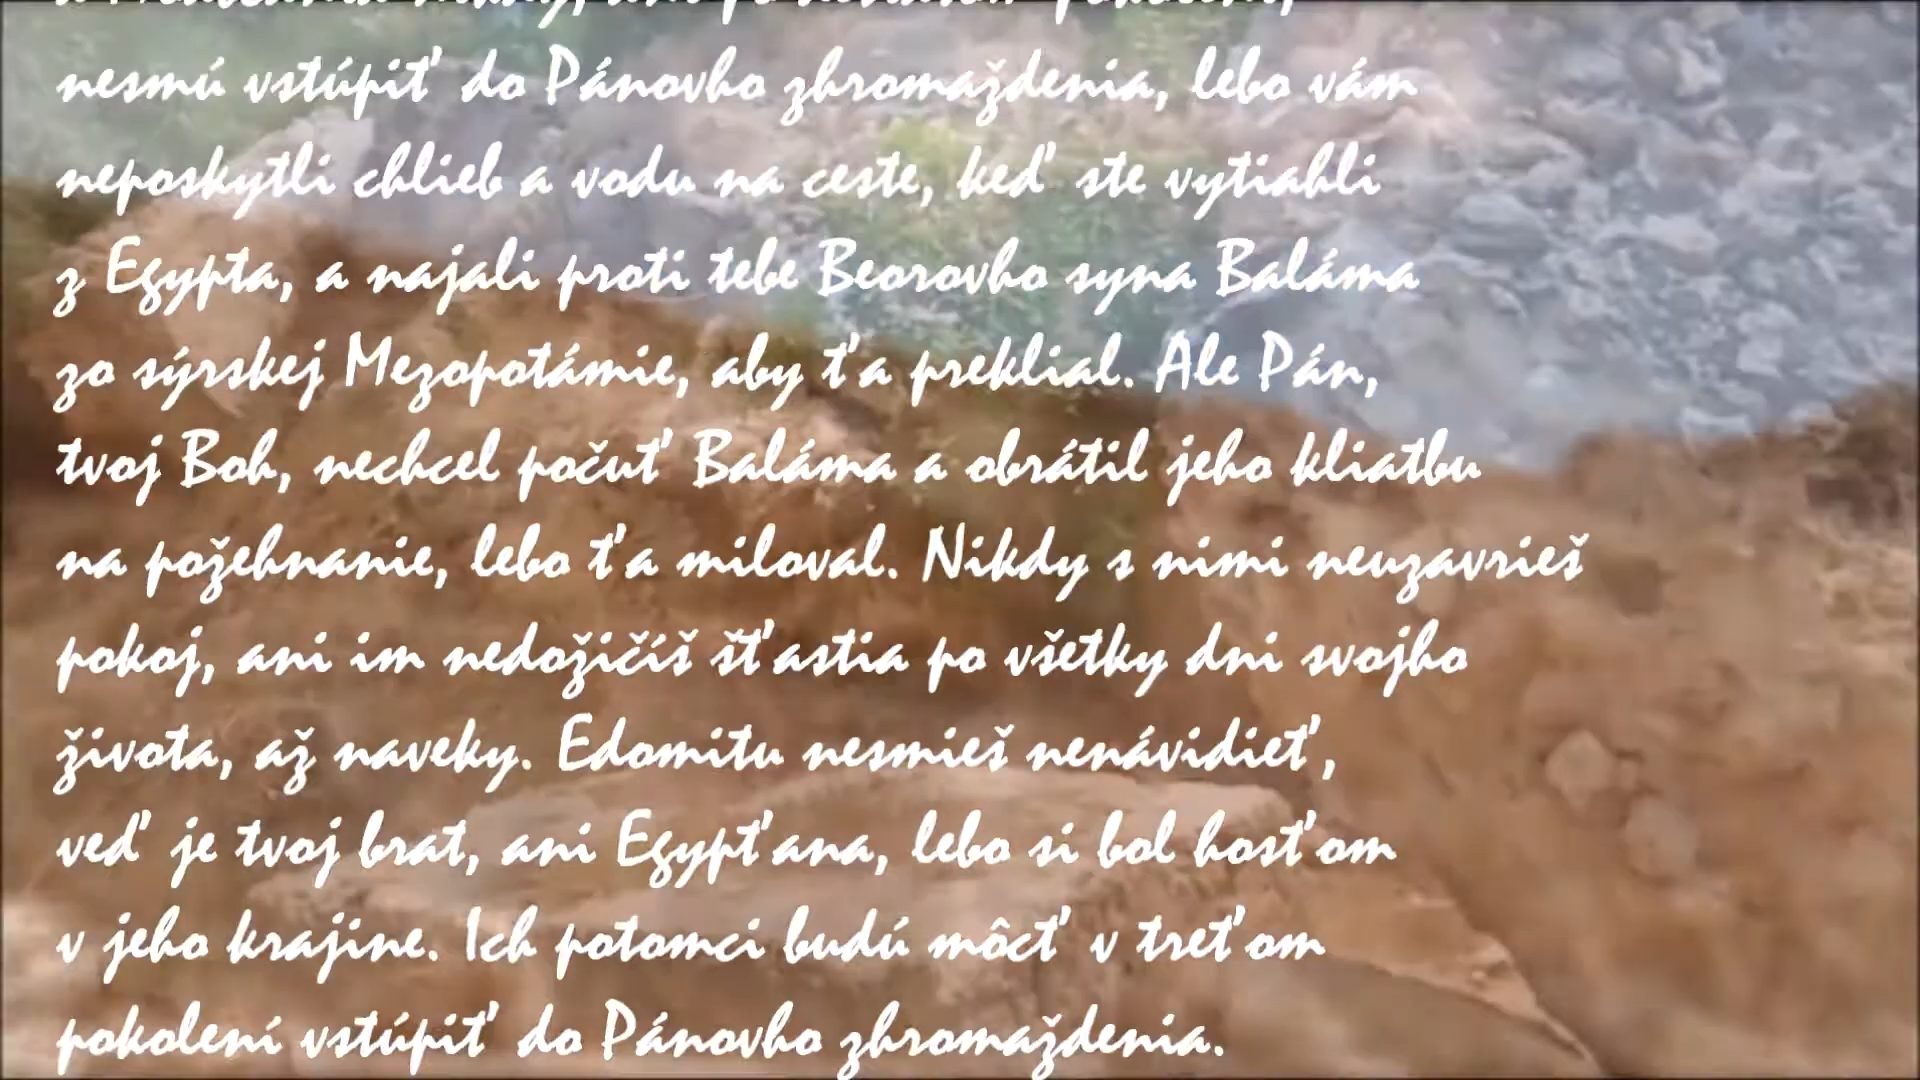 nesmú vstúpiť do Pánovho zhromaždenia, lebo vám
neposkytli chlieb a vodu na ceste, keď ste vytiahli
z Egypta, a najali proti tebe Beorovho syna Baláma
zo sýrskej Mezopotámie, aby ťa preklial. Ale Pán,
tvoj Boh, nechcel počuť Baláma a obrátil jeho kliatbu
na požehnanie, lebo ťa miloval. Nikdy s nimi neuzavrieš
pokoj, ani im nedožičíš šťastia po všetky dni svojho
života, až naveky. Edomitu nesmieš nenávidieť,
veď je tvoj brat, ani Egypťana, lebo si bol hosťom
v jeho krajine. Ich potomci budú môcť v treťom
pokolení vstúpiť do Pánovho zhromaždenia.